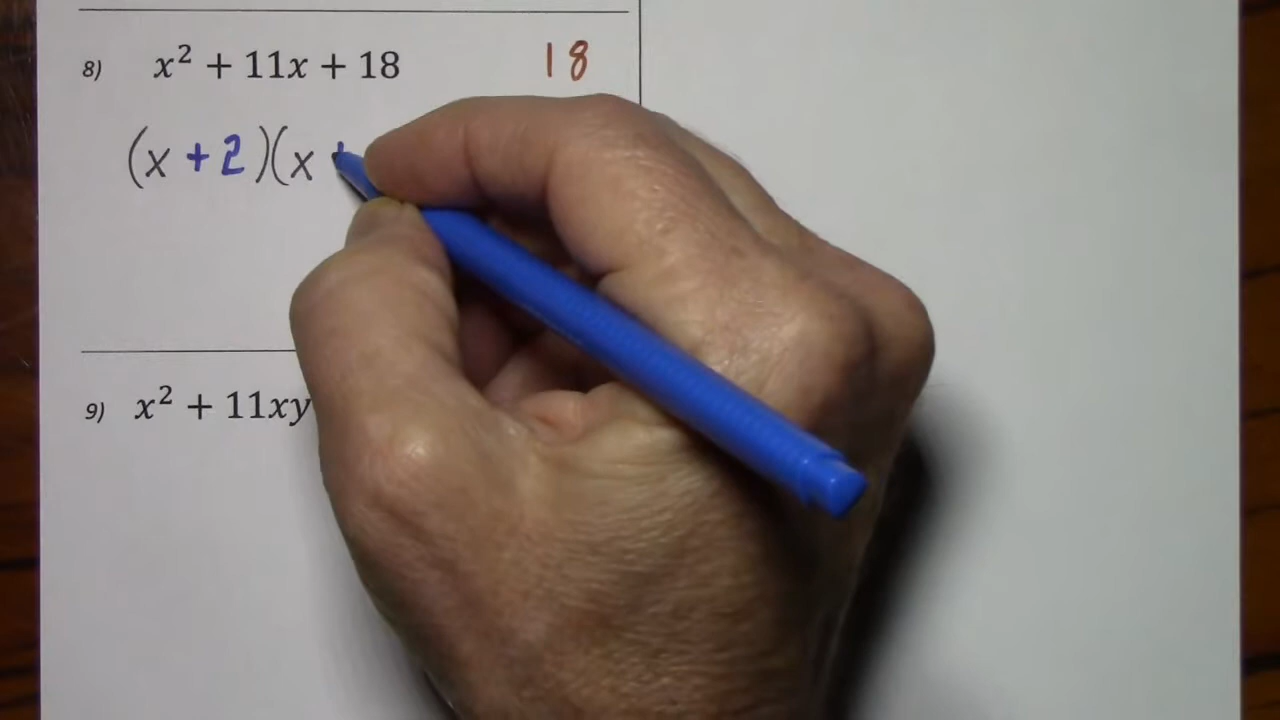 8) x² + 11x + 18 18
(x + 2)(x +
9) x² + 11xy